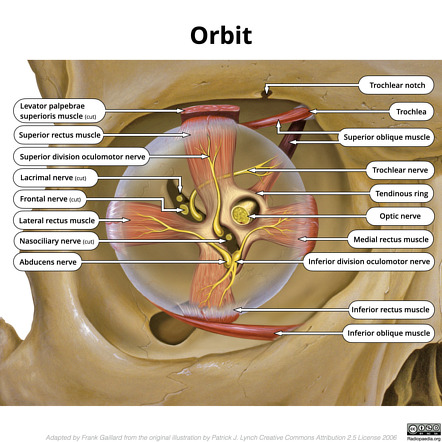 Orbit
Trochlear notch
Levator palpebrae
superioris muscle (cut)
Trochlea
Superior rectus muscle
Superior oblique muscle
Superior division oculomotor nerve
Trochlear nerve
Lacrimal nerve (cut)
Tendinous ring
Frontal nerve (cut)
Optic nerve
Lateral rectus muscle
Medial rectus muscle
Nasociliary nerve (cut)
Abducens nerve
Inferior division oculomotor nerve
Inferior rectus muscle
Inferior oblique muscle
Adapted by Frank Gaillard from the original illustration by Patrick J. Lynch Creative Commons Attribution 2.5 License 2006
Radiopaedia.org